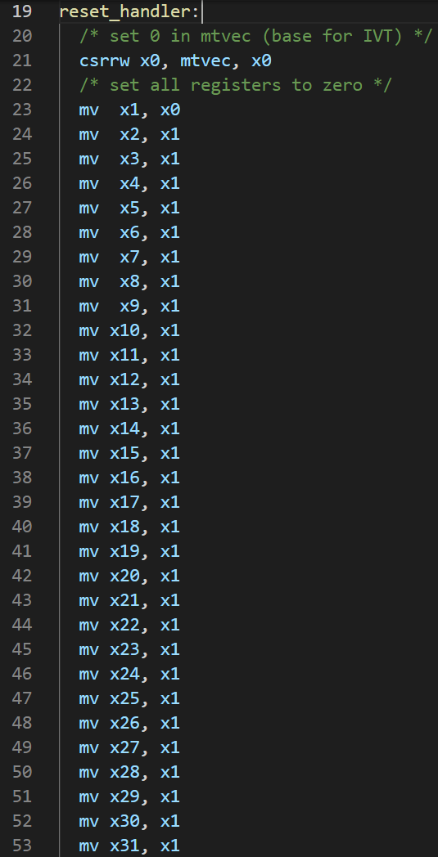 19 reset_handler:
20 /* set 0 in mtvec (base for IVT) */
21 csrrw x0, mtvec, x0
22 /* set all registers to zero */
23 mv  x1, x0
24 mv  x2, x1
25 mv  x3, x1
26 mv  x4, x1
27 mv  x5, x1
28 mv  x6, x1
29 mv  x7, x1
30 mv  x8, x1
31 mv  x9, x1
32 mv x10, x1
33 mv x11, x1
34 mv x12, x1
35 mv x13, x1
36 mv x14, x1
37 mv x15, x1
38 mv x16, x1
39 mv x17, x1
40 mv x18, x1
41 mv x19, x1
42 mv x20, x1
43 mv x21, x1
44 mv x22, x1
45 mv x23, x1
46 mv x24, x1
47 mv x25, x1
48 mv x26, x1
49 mv x27, x1
50 mv x28, x1
51 mv x29, x1
52 mv x30, x1
53 mv x31, x1